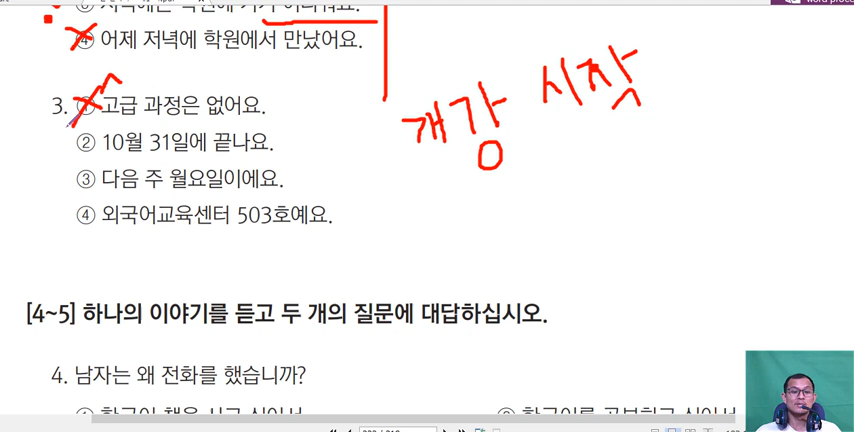 ④ 어제 저녁에 학원에서 만났어요.
3. ① 고급 과정은 없어요.
개강 시작
② 10월 31일에 끝나요.
③ 다음 주 월요일이에요.
④ 외국어교육센터 503호예요.
[4~5] 하나의 이야기를 듣고 두 개의 질문에 대답하십시오.
4. 남자는 왜 전화를 했습니까?